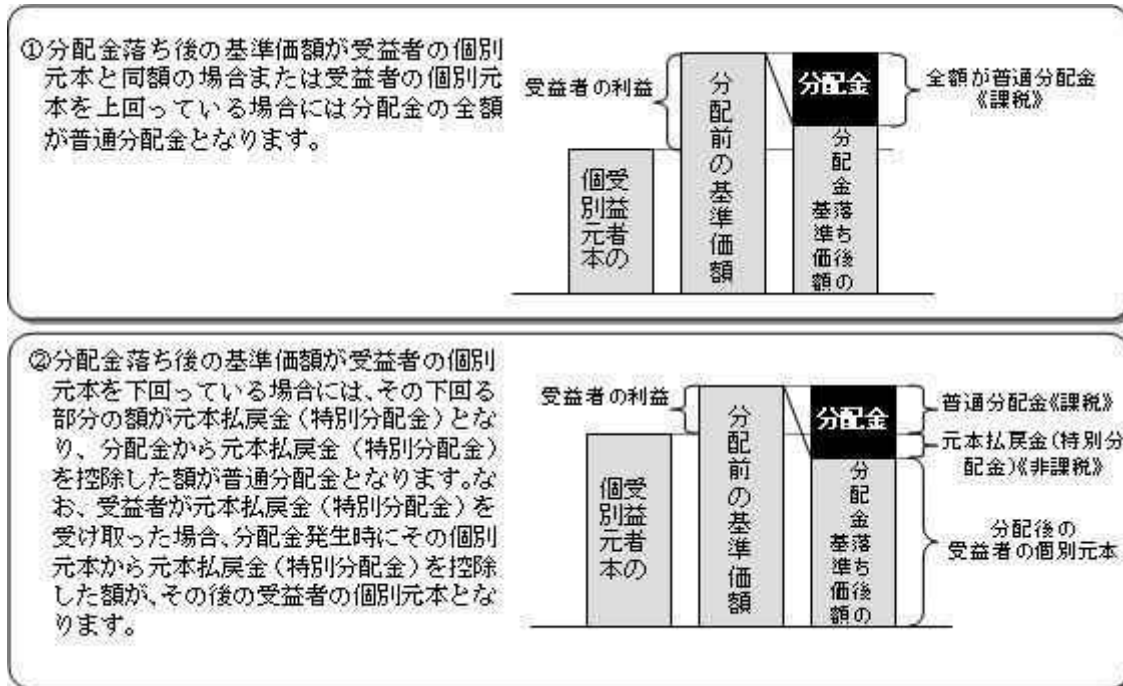 ①分配金落ち後の基準価額が受益者の個別
元本と同額の場合または受益者の個別元
本を上回っている場合には分配金の全額
が普通分配金となります。
受益者の利益
個別元本
受益者の
分配前の基準価額
分配金
分配金落ち後の
基準価額
全額が普通分配金
《課税》
②分配金落ち後の基準価額が受益者の個別
元本を下回っている場合には、その下回る
部分の額が元本払戻金(特別分配金)とな
り、分配金から元本払戻金(特別分配金)
を控除した額が普通分配金となります。な
お、受益者が元本払戻金(特別分配金)を
受け取った場合、分配金発生時にその個別
元本から元本払戻金(特別分配金)を控除
した額が、その後の受益者の個別元本とな
ります。
受益者の利益
受益者の
個別元本
分配前の基準価額
分配金
分配金落ち後の
基準価額
普通分配金《課税》
元本払戻金(特別分
配金)《非課税》
分配後の
受益者の個別元本